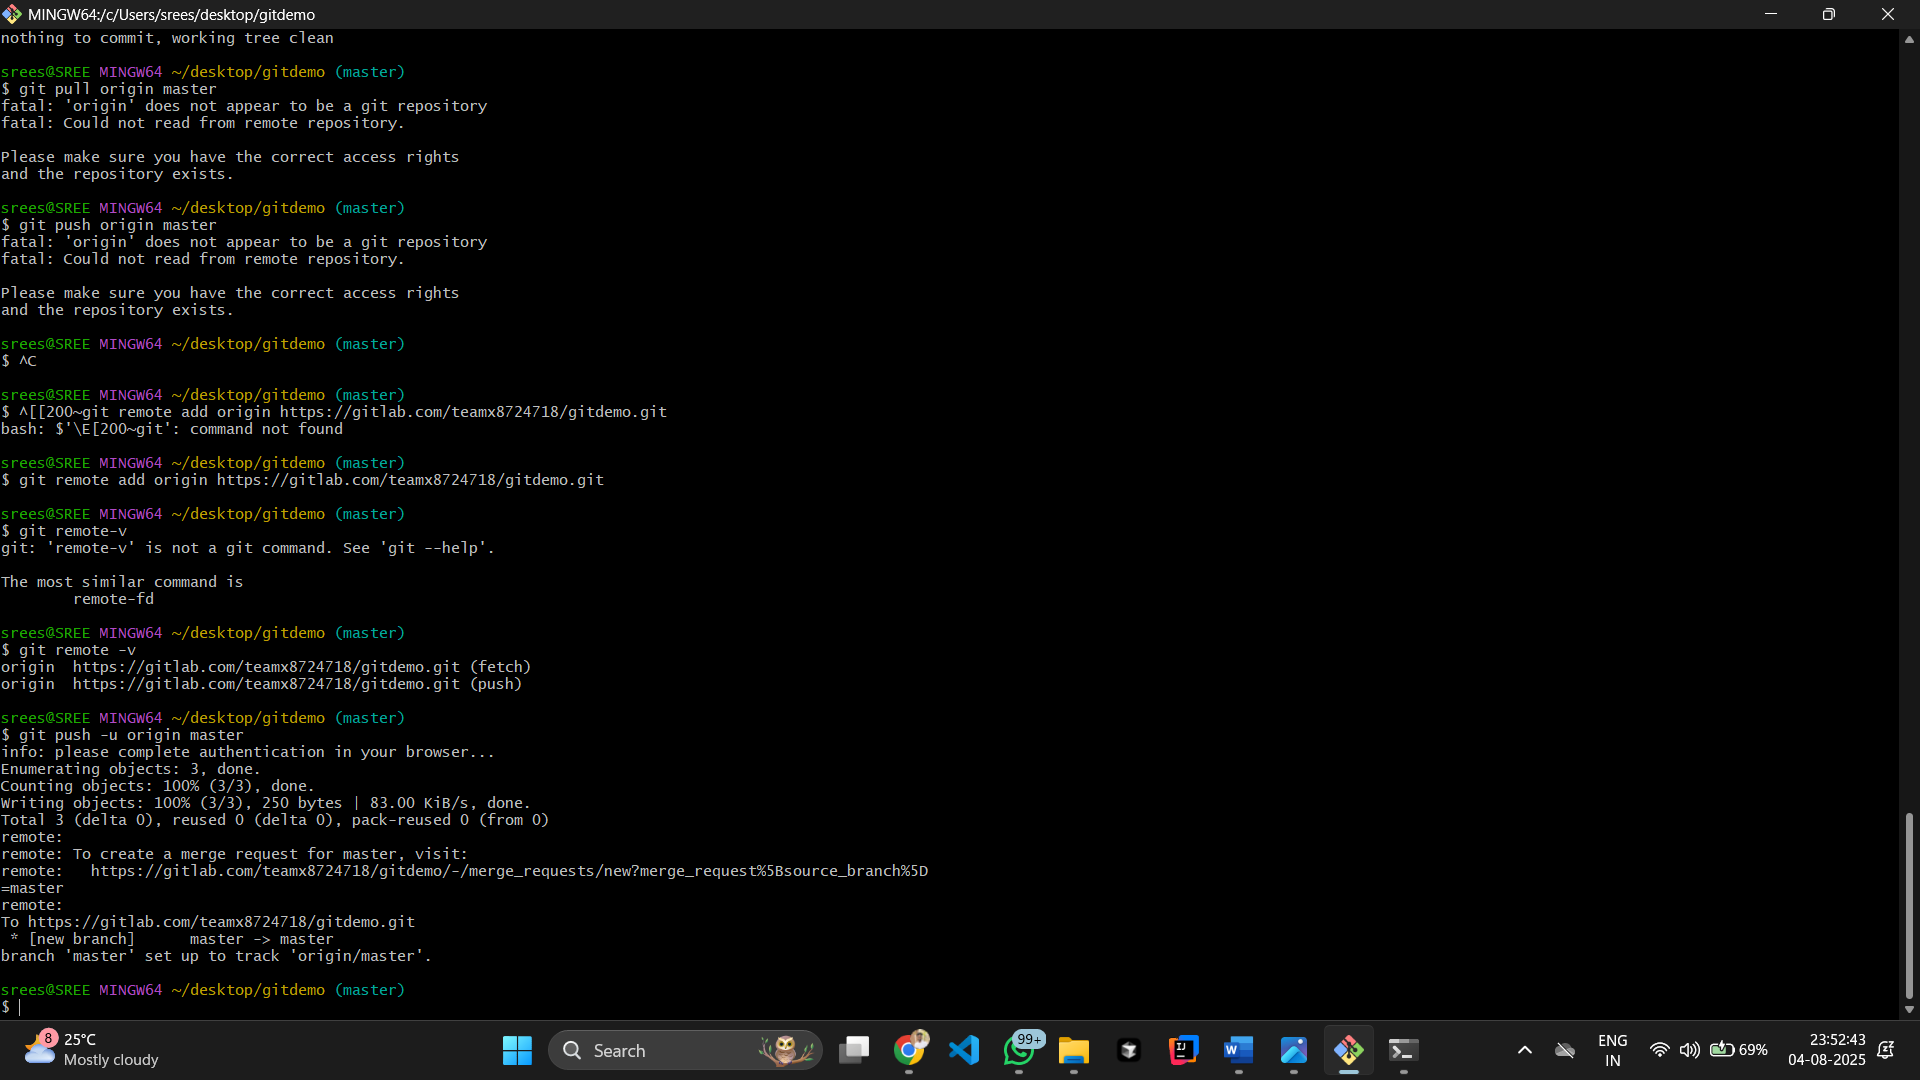 MINGW64:/c/Users/srees/desktop/gitdemo
nothing to commit, working tree clean
srees@SREE MINGW64 ~/desktop/gitdemo (master)
$ git pull origin master
fatal: 'origin' does not appear to be a git repository
fatal: Could not read from remote repository.
Please make sure you have the correct access rights
and the repository exists.
srees@SREE MINGW64 ~/desktop/gitdemo (master)
$ git push origin master
fatal: 'origin' does not appear to be a git repository
fatal: Could not read from remote repository.
Please make sure you have the correct access rights
and the repository exists.
srees@SREE MINGW64 ~/desktop/gitdemo (master)
$ ^C
srees@SREE MINGW64 ~/desktop/gitdemo (master)
$ ^[[200~git remote add origin https://gitlab.com/teamx8724718/gitdemo.git
bash: $'\E[200~git': command not found
srees@SREE MINGW64 ~/desktop/gitdemo (master)
$ git remote add origin https://gitlab.com/teamx8724718/gitdemo.git
srees@SREE MINGW64 ~/desktop/gitdemo (master)
$ git remote-v
git: 'remote-v' is not a git command. See 'git --help'.
The most similar command is
remote-fd
srees@SREE MINGW64 ~/desktop/gitdemo (master)
$ git remote -v
origin  https://gitlab.com/teamx8724718/gitdemo.git (fetch)
origin  https://gitlab.com/teamx8724718/gitdemo.git (push)
srees@SREE MINGW64 ~/desktop/gitdemo (master)
$ git push -u origin master
info: please complete authentication in your browser...
Enumerating objects: 3, done.
Counting objects: 100% (3/3), done.
Writing objects: 100% (3/3), 250 bytes | 83.00 KiB/s, done.
Total 3 (delta 0), reused 0 (delta 0), pack-reused 0 (from 0)
remote:
remote: To create a merge request for master, visit:
remote:   https://gitlab.com/teamx8724718/gitdemo/-/merge_requests/new?merge_request%5Bsource_branch%5D
=master
remote:
To https://gitlab.com/teamx8724718/gitdemo.git
* [new branch]      master -> master
branch 'master' set up to track 'origin/master'.
srees@SREE MINGW64 ~/desktop/gitdemo (master)
$
8
25°C
Mostly cloudy
Search
99+
IJ
W
ENG
IN
69%
23:52:43
04-08-2025